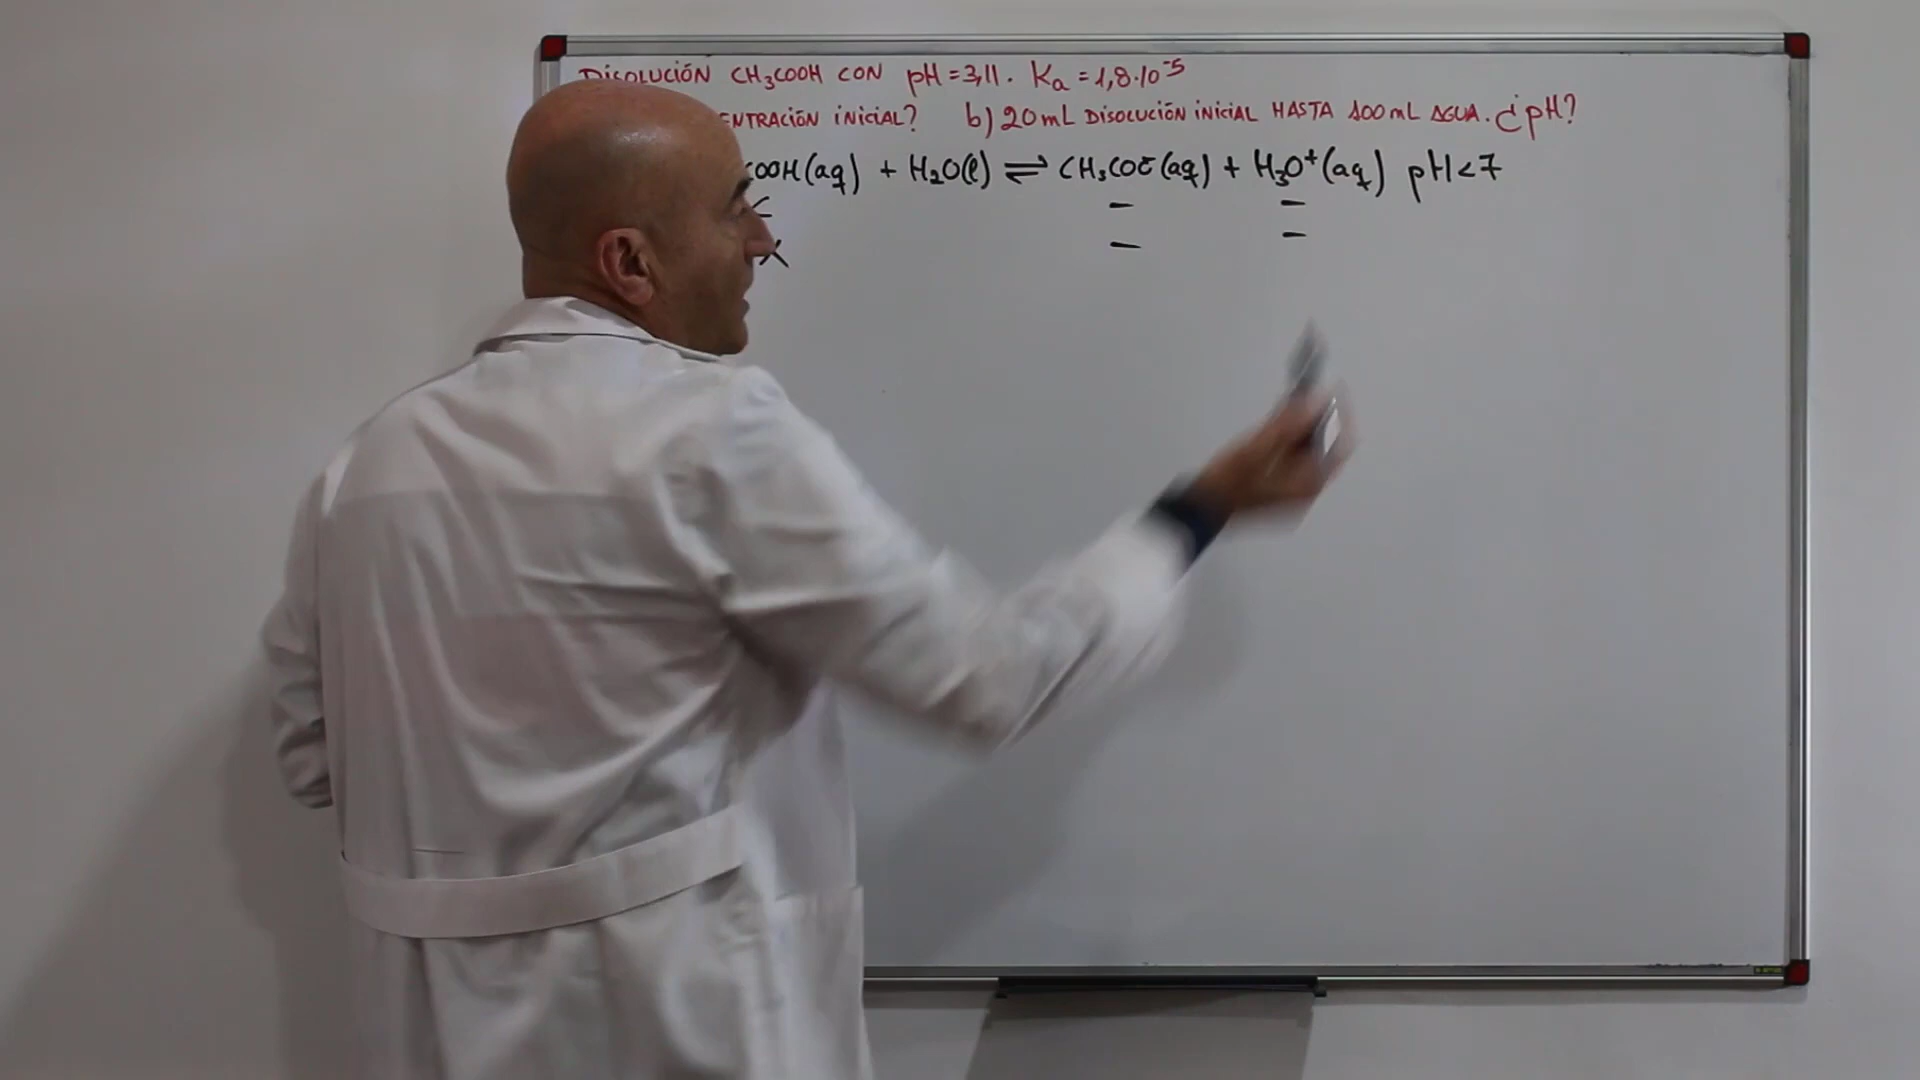 DISOLUCIÓN CH₃COOH CON pH = 3,11. Ka = 1,8·10⁻⁵
ENTRACIÓN INICIAL? b) 20 mL DISOLUCIÓN INICIAL HASTA 100 mL AGUA. ¿pH?
COOH(aq) + H₂O(l) ⇌ CH₃COO⁻(aq) + H₃O⁺(aq) pH<7
– –
x – –